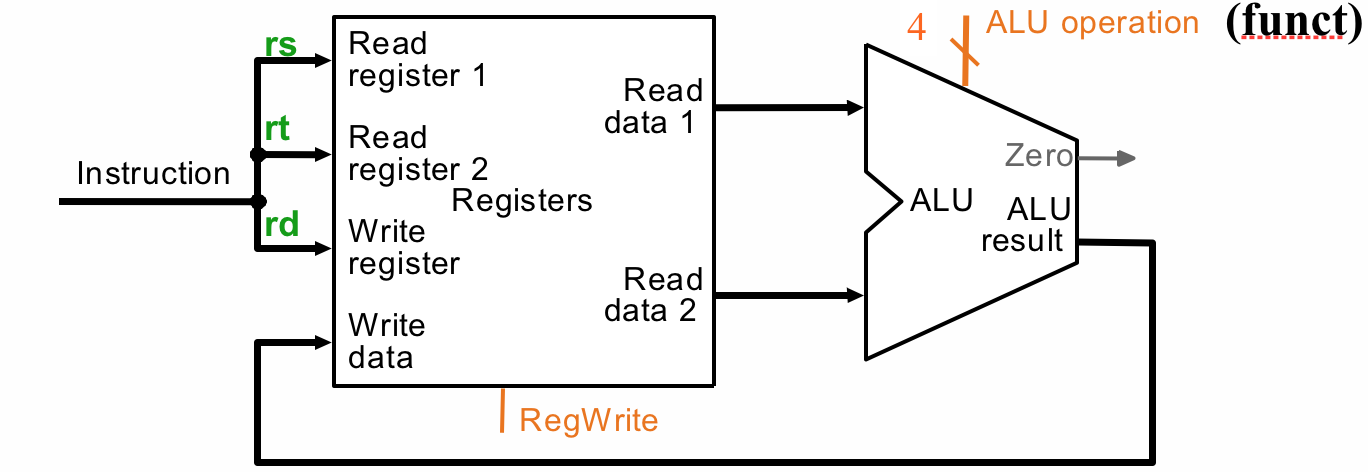 4 ALU operation (funct)
rs
Read
register 1
Read
data 1
rt
Read
register 2
Instruction
Registers
Zero
ALU
ALU
result
rd
Write
register
Read
data 2
Write
data
RegWrite